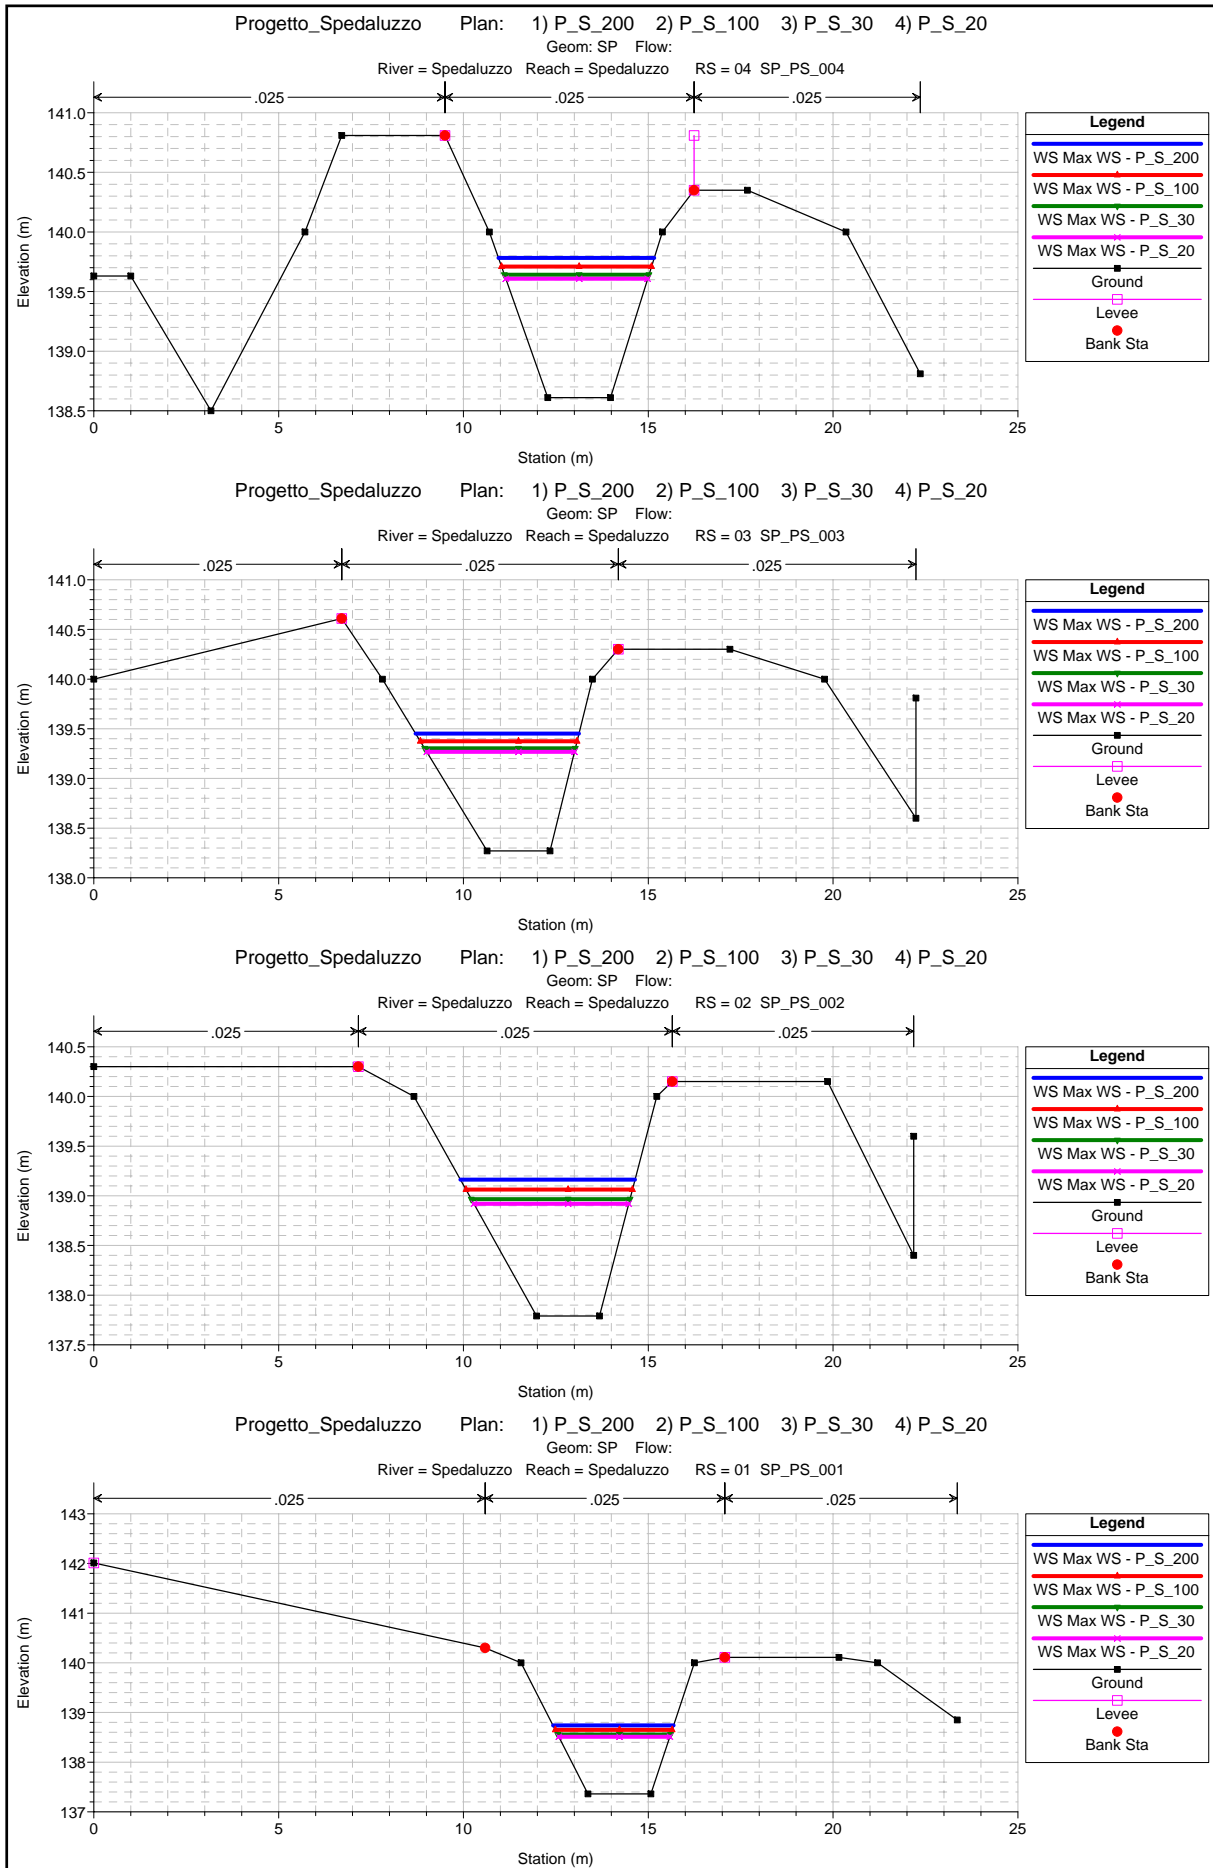 Progetto_Spedaluzzo Plan: 1) P_S_200 2) P_S_100 3) P_S_30 4) P_S_20
Geom: SP Flow:
River = Spedaluzzo Reach = Spedaluzzo RS = 04 SP_PS_004
.025 .025 .025
141.0
140.5
140.0
139.5
139.0
138.5
Elevation (m)
0 5 10 15 20 25
Station (m)
Legend
WS Max WS - P_S_200
WS Max WS - P_S_100
WS Max WS - P_S_30
WS Max WS - P_S_20
Ground
Levee
Bank Sta
Progetto_Spedaluzzo Plan: 1) P_S_200 2) P_S_100 3) P_S_30 4) P_S_20
Geom: SP Flow:
River = Spedaluzzo Reach = Spedaluzzo RS = 03 SP_PS_003
.025 .025 .025
141.0
140.5
140.0
139.5
139.0
138.5
138.0
Elevation (m)
0 5 10 15 20 25
Station (m)
Legend
WS Max WS - P_S_200
WS Max WS - P_S_100
WS Max WS - P_S_30
WS Max WS - P_S_20
Ground
Levee
Bank Sta
Progetto_Spedaluzzo Plan: 1) P_S_200 2) P_S_100 3) P_S_30 4) P_S_20
Geom: SP Flow:
River = Spedaluzzo Reach = Spedaluzzo RS = 02 SP_PS_002
.025 .025 .025
140.5
140.0
139.5
139.0
138.5
138.0
137.5
Elevation (m)
0 5 10 15 20 25
Station (m)
Legend
WS Max WS - P_S_200
WS Max WS - P_S_100
WS Max WS - P_S_30
WS Max WS - P_S_20
Ground
Levee
Bank Sta
Progetto_Spedaluzzo Plan: 1) P_S_200 2) P_S_100 3) P_S_30 4) P_S_20
Geom: SP Flow:
River = Spedaluzzo Reach = Spedaluzzo RS = 01 SP_PS_001
.025 .025 .025
143
142
141
140
139
138
137
Elevation (m)
0 5 10 15 20 25
Station (m)
Legend
WS Max WS - P_S_200
WS Max WS - P_S_100
WS Max WS - P_S_30
WS Max WS - P_S_20
Ground
Levee
Bank Sta